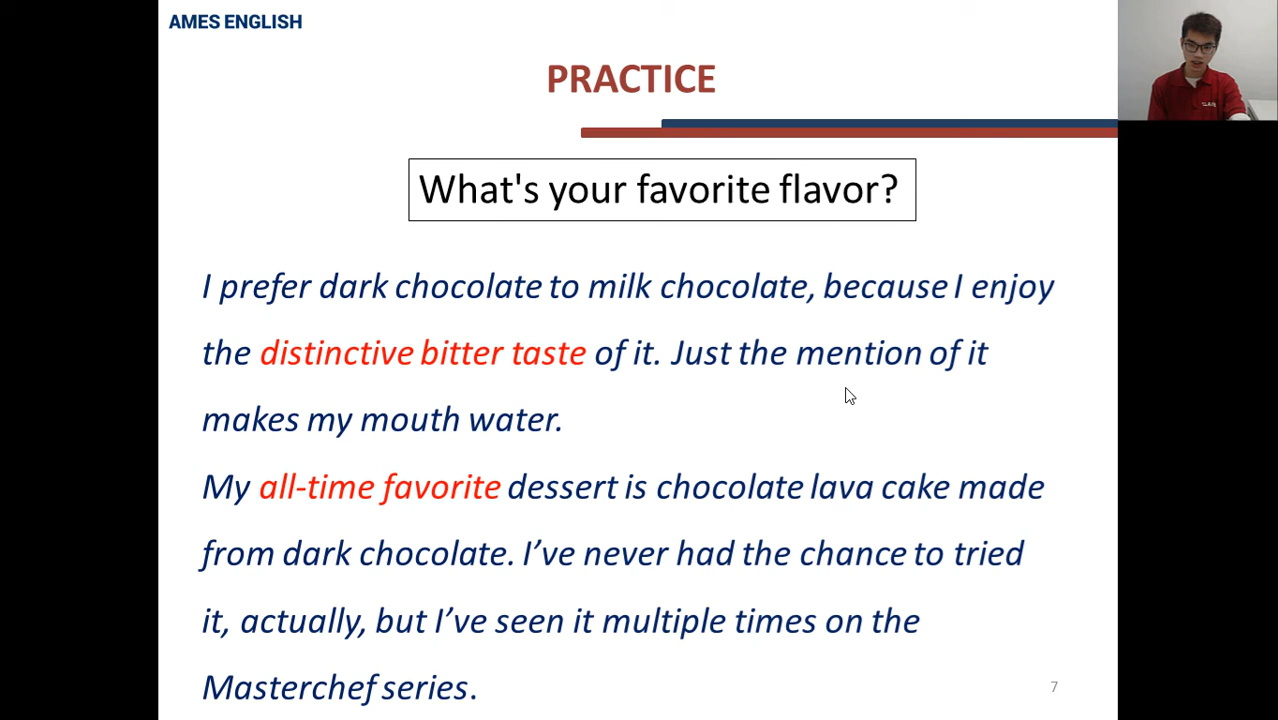 AMES ENGLISH
PRACTICE
What's your favorite flavor?
I prefer dark chocolate to milk chocolate, because I enjoy
the distinctive bitter taste of it. Just the mention of it
makes my mouth water.
My all-time favorite dessert is chocolate lava cake made
from dark chocolate. I’ve never had the chance to tried
it, actually, but I’ve seen it multiple times on the
Masterchef series.
7